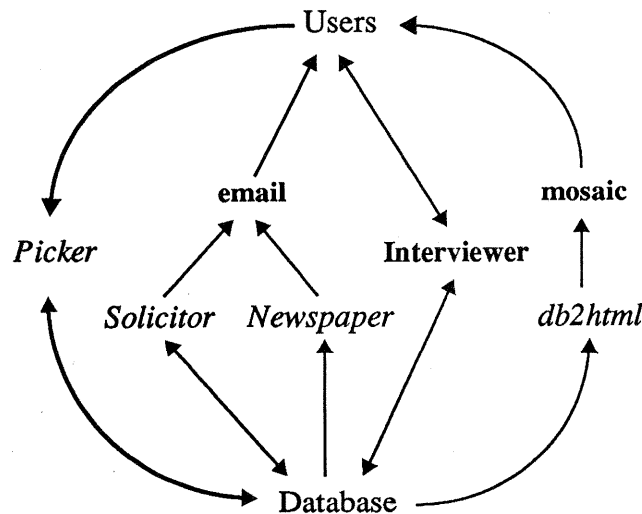 Users
email
mosaic
Picker
Interviewer
Solicitor
Newspaper
db2html
Database